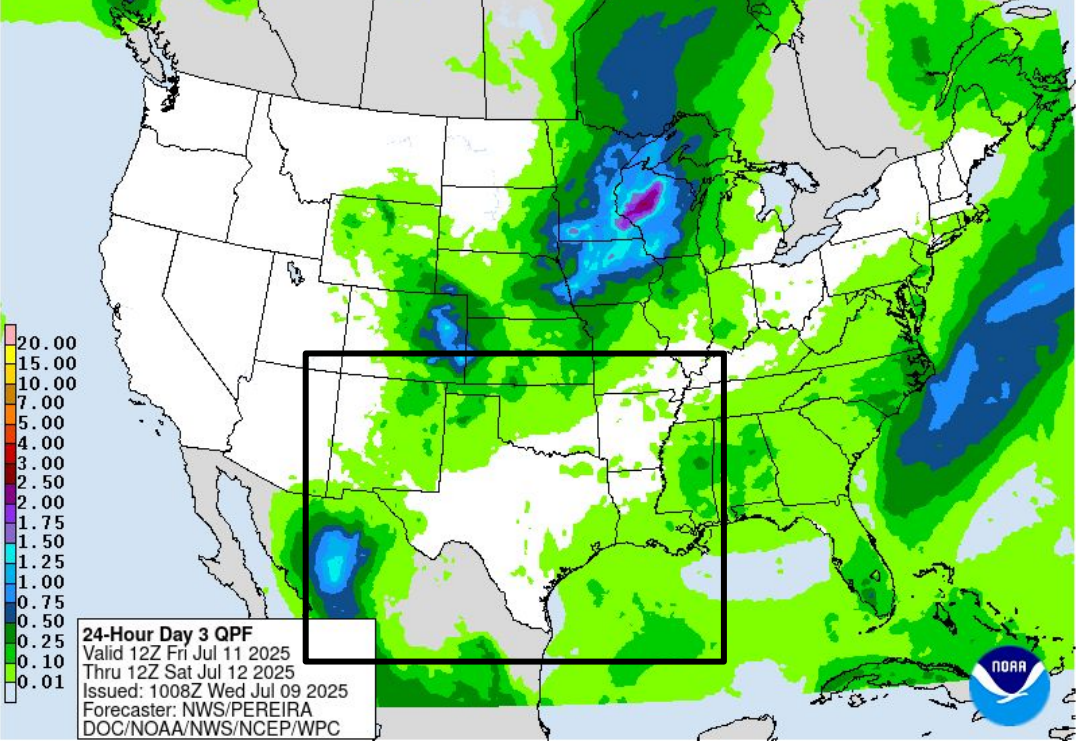 20.00
15.00
10.00
7.00
5.00
4.00
3.00
2.50
2.00
1.75
1.50
1.25
1.00
0.75
0.50
0.25
0.10
0.01
24-Hour Day 3 QPF
Valid 12Z Fri Jul 11 2025
Thru 12Z Sat Jul 12 2025
Issued: 1008Z Wed Jul 09 2025
Forecaster: NWS/PEREIRA
DOC/NOAA/NWS/NCEP/WPC
NOAA